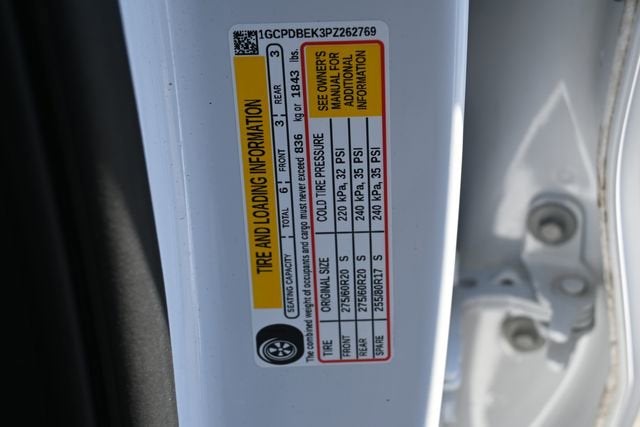 1GCPDBEK3PZ262769
TIRE AND LOADING INFORMATION
SEATING CAPACITY TOTAL 6 FRONT 3 REAR 3
The combined weight of occupants and cargo must never exceed 836 kg or 1843 lbs.
TIRE ORIGINAL SIZE COLD TIRE PRESSURE
FRONT 275/60R20 S 220 kPa, 32 PSI
REAR 275/60R20 S 240 kPa, 35 PSI
SPARE 255/80R17 S 240 kPa, 35 PSI
SEE OWNER'S
MANUAL FOR
ADDITIONAL
INFORMATION